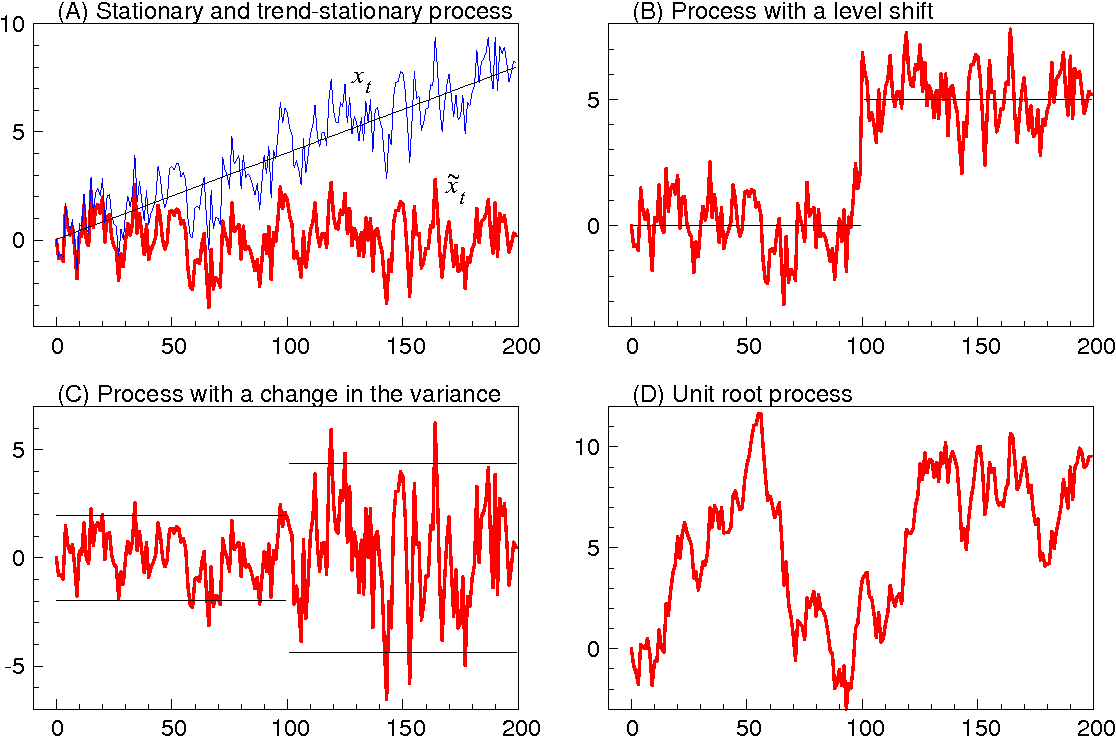 (A) Stationary and trend-stationary process
10
5
0
x_t
x̃_t
0 50 100 150 200
(B) Process with a level shift
5
0
0 50 100 150 200
(C) Process with a change in the variance
5
0
-5
0 50 100 150 200
(D) Unit root process
10
5
0
0 50 100 150 200